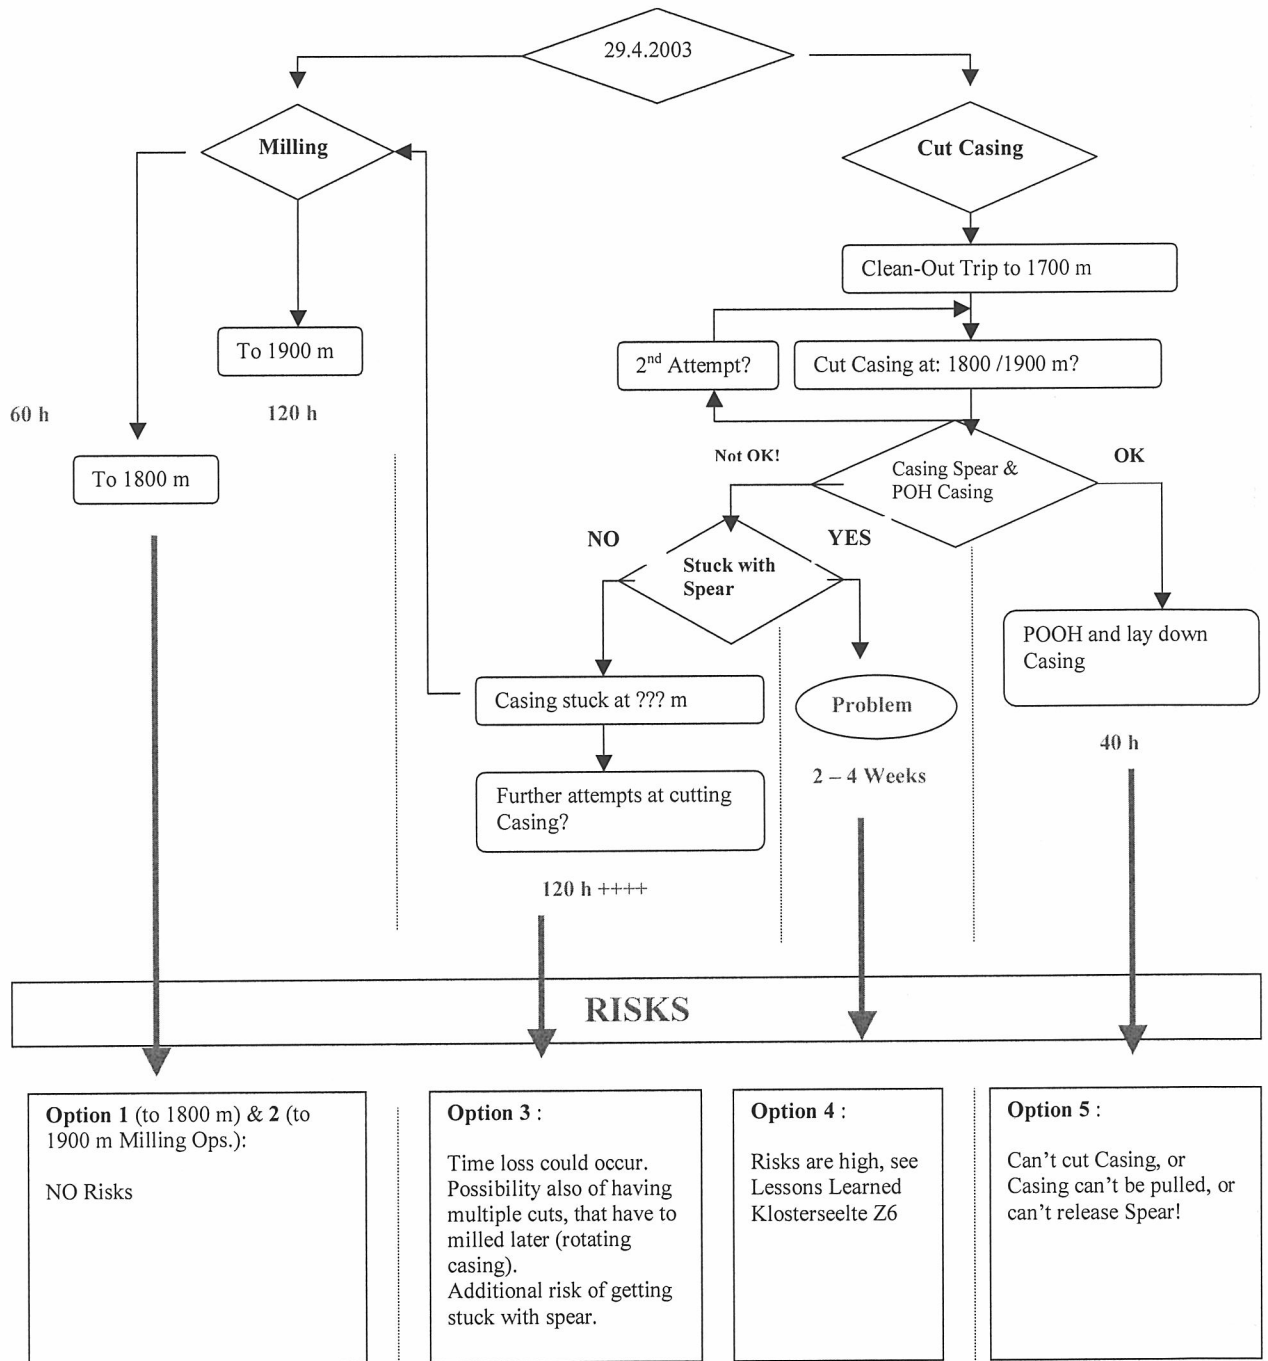 29.4.2003
Milling
Cut Casing
Clean-Out Trip to 1700 m
To 1900 m
2nd Attempt?
Cut Casing at: 1800 /1900 m?
60 h
120 h
To 1800 m
Not OK!
Casing Spear &
POH Casing
OK
NO
YES
Stuck with
Spear
POOH and lay down
Casing
Casing stuck at ??? m
Problem
40 h
2 – 4 Weeks
Further attempts at cutting
Casing?
120 h ++++
RISKS
Option 1 (to 1800 m) & 2 (to
1900 m Milling Ops.):
NO Risks
Option 3 :
Time loss could occur.
Possibility also of having
multiple cuts, that have to
milled later (rotating
casing).
Additional risk of getting
stuck with spear.
Option 4 :
Risks are high, see
Lessons Learned
Klosterseelte Z6
Option 5 :
Can't cut Casing, or
Casing can't be pulled, or
can't release Spear!